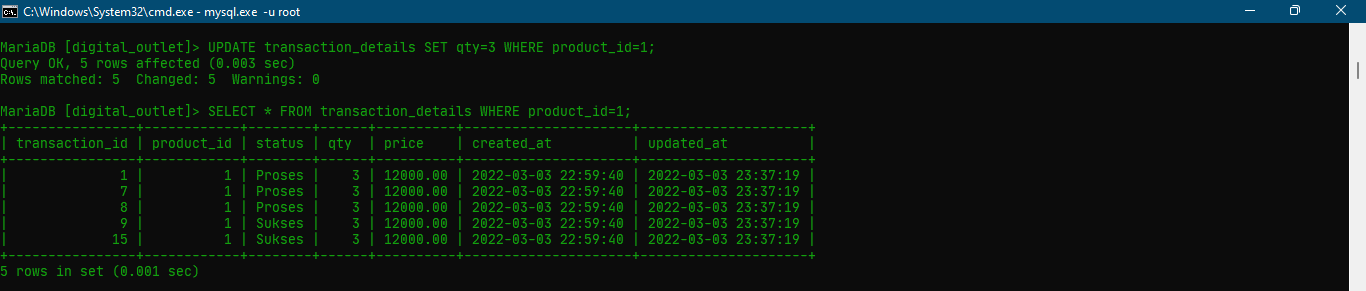 C:\Windows\System32\cmd.exe - mysql.exe -u root
MariaDB [digital_outlet]> UPDATE transaction_details SET qty=3 WHERE product_id=1;
Query OK, 5 rows affected (0.003 sec)
Rows matched: 5  Changed: 5  Warnings: 0
MariaDB [digital_outlet]> SELECT * FROM transaction_details WHERE product_id=1;
+----------------+------------+--------+------+----------+---------------------+---------------------+
| transaction_id | product_id | status | qty  | price    | created_at          | updated_at          |
+----------------+------------+--------+------+----------+---------------------+---------------------+
|              1 |          1 | Proses |    3 | 12000.00 | 2022-03-03 22:59:40 | 2022-03-03 23:37:19 |
|              7 |          1 | Proses |    3 | 12000.00 | 2022-03-03 22:59:40 | 2022-03-03 23:37:19 |
|              8 |          1 | Proses |    3 | 12000.00 | 2022-03-03 22:59:40 | 2022-03-03 23:37:19 |
|              9 |          1 | Sukses |    3 | 12000.00 | 2022-03-03 22:59:40 | 2022-03-03 23:37:19 |
|             15 |          1 | Sukses |    3 | 12000.00 | 2022-03-03 22:59:40 | 2022-03-03 23:37:19 |
+----------------+------------+--------+------+----------+---------------------+---------------------+
5 rows in set (0.001 sec)